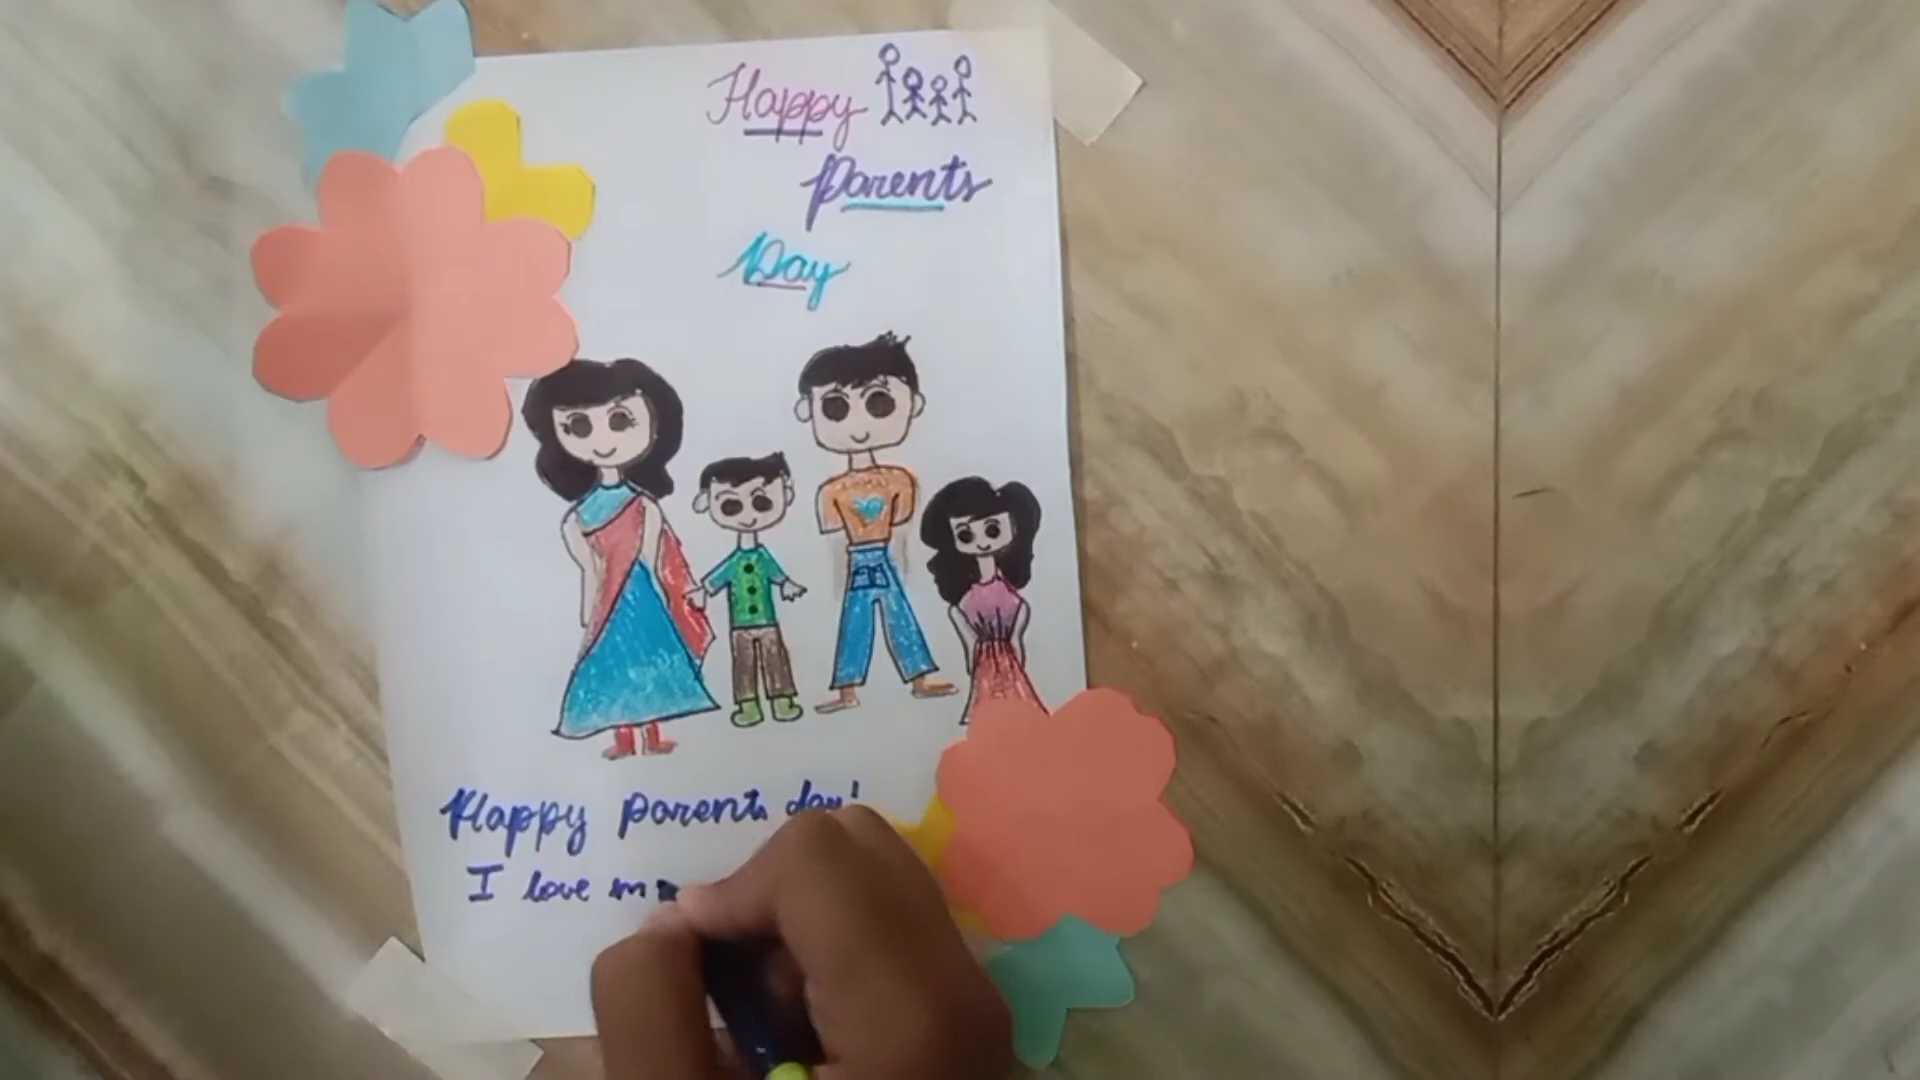 Happy
Parents
Day
Happy parents day!
I love m